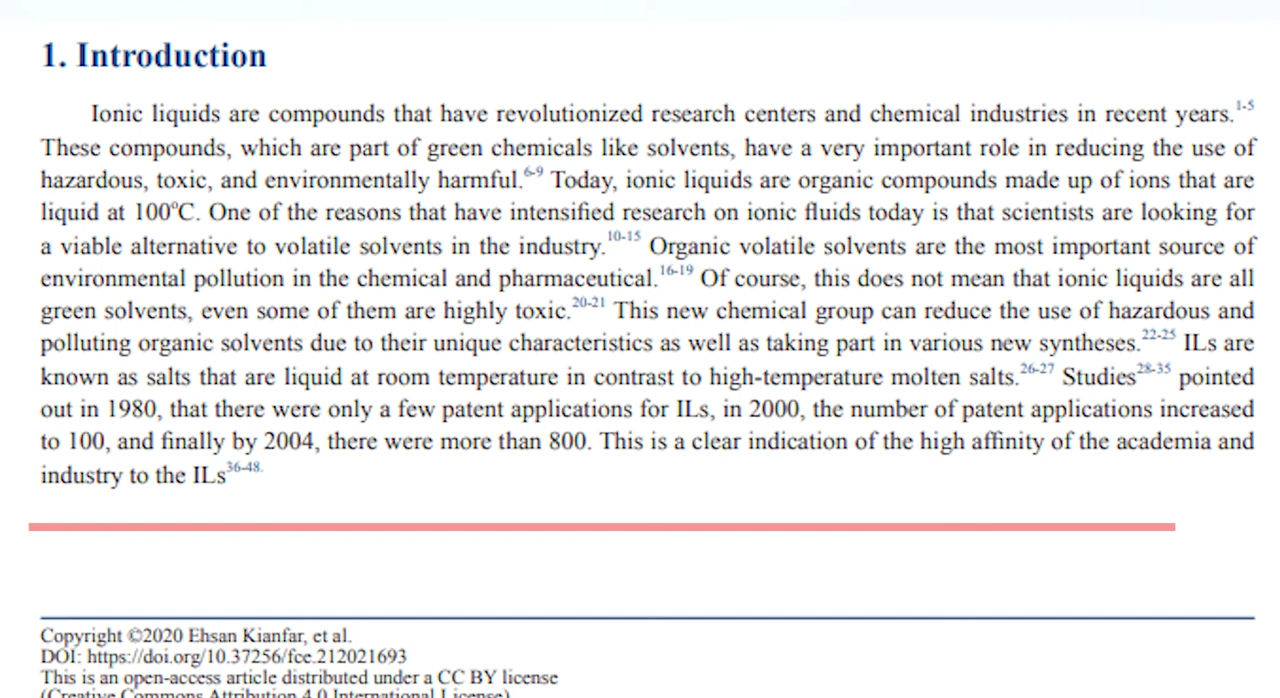 1. Introduction
Ionic liquids are compounds that have revolutionized research centers and chemical industries in recent years.1-5
These compounds, which are part of green chemicals like solvents, have a very important role in reducing the use of
hazardous, toxic, and environmentally harmful.6-9 Today, ionic liquids are organic compounds made up of ions that are
liquid at 100ºC. One of the reasons that have intensified research on ionic fluids today is that scientists are looking for
a viable alternative to volatile solvents in the industry.10-15 Organic volatile solvents are the most important source of
environmental pollution in the chemical and pharmaceutical.16-19 Of course, this does not mean that ionic liquids are all
green solvents, even some of them are highly toxic.20-21 This new chemical group can reduce the use of hazardous and
polluting organic solvents due to their unique characteristics as well as taking part in various new syntheses.22-25 ILs are
known as salts that are liquid at room temperature in contrast to high-temperature molten salts.26-27 Studies28-35 pointed
out in 1980, that there were only a few patent applications for ILs, in 2000, the number of patent applications increased
to 100, and finally by 2004, there were more than 800. This is a clear indication of the high affinity of the academia and
industry to the ILs36-48.
Copyright ©2020 Ehsan Kianfar, et al.
DOI: https://doi.org/10.37256/fce.212021693
This is an open-access article distributed under a CC BY license
(Creative Commons Attribution 4.0 International License)